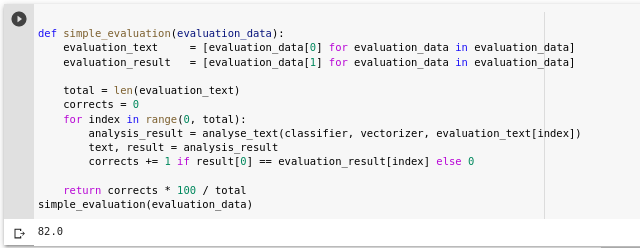 def simple_evaluation(evaluation_data):
    evaluation_text     = [evaluation_data[0] for evaluation_data in evaluation_data]
    evaluation_result   = [evaluation_data[1] for evaluation_data in evaluation_data]

    total = len(evaluation_text)
    corrects = 0
    for index in range(0, total):
        analysis_result = analyse_text(classifier, vectorizer, evaluation_text[index])
        text, result = analysis_result
        corrects += 1 if result[0] == evaluation_result[index] else 0

    return corrects * 100 / total
simple_evaluation(evaluation_data)
82.0